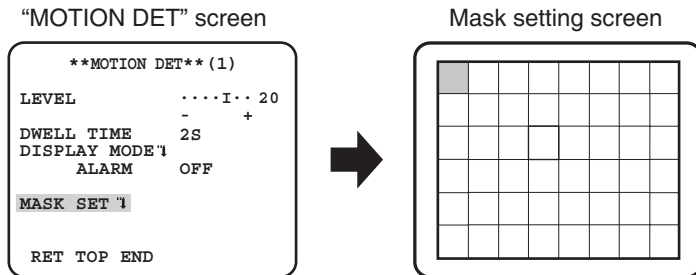 “MOTION DET” screen
Mask setting screen
**MOTION DET**(1)
LEVEL ····I·· 20
- +
DWELL TIME 2S
DISPLAY MODE↴
ALARM OFF
MASK SET↴
RET TOP END